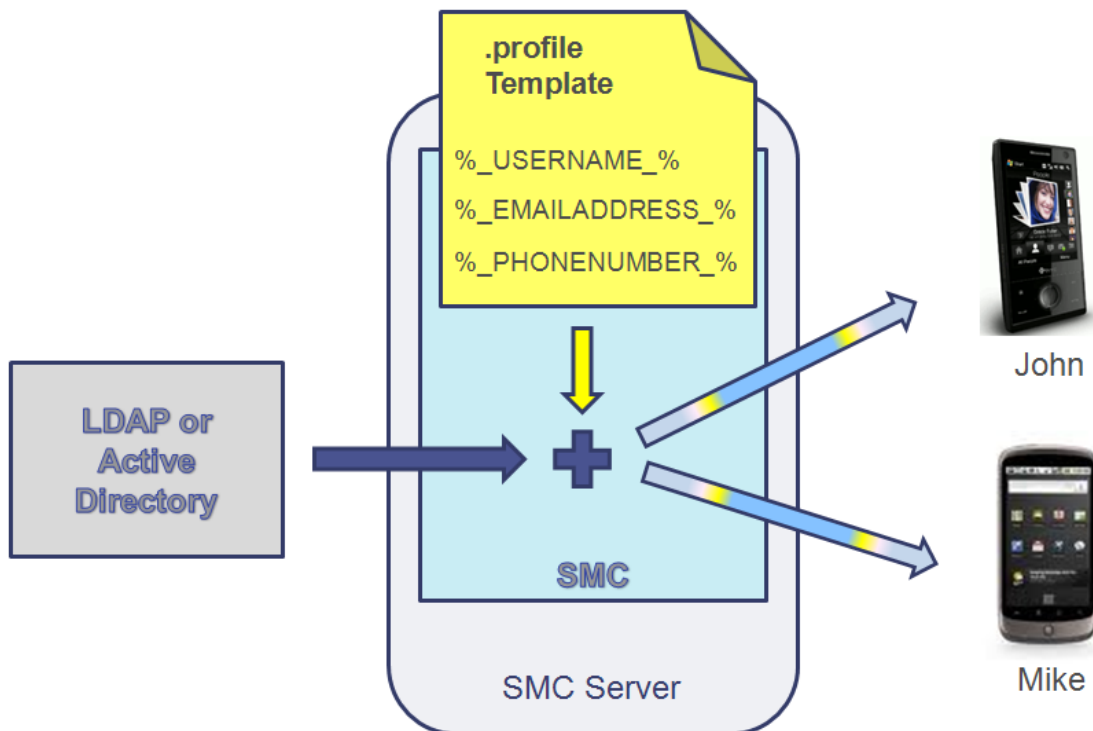 .profile
Template
%_USERNAME_%
%_EMAILADDRESS_%
%_PHONENUMBER_%
LDAP or
Active
Directory
SMC
SMC Server
John
Mike